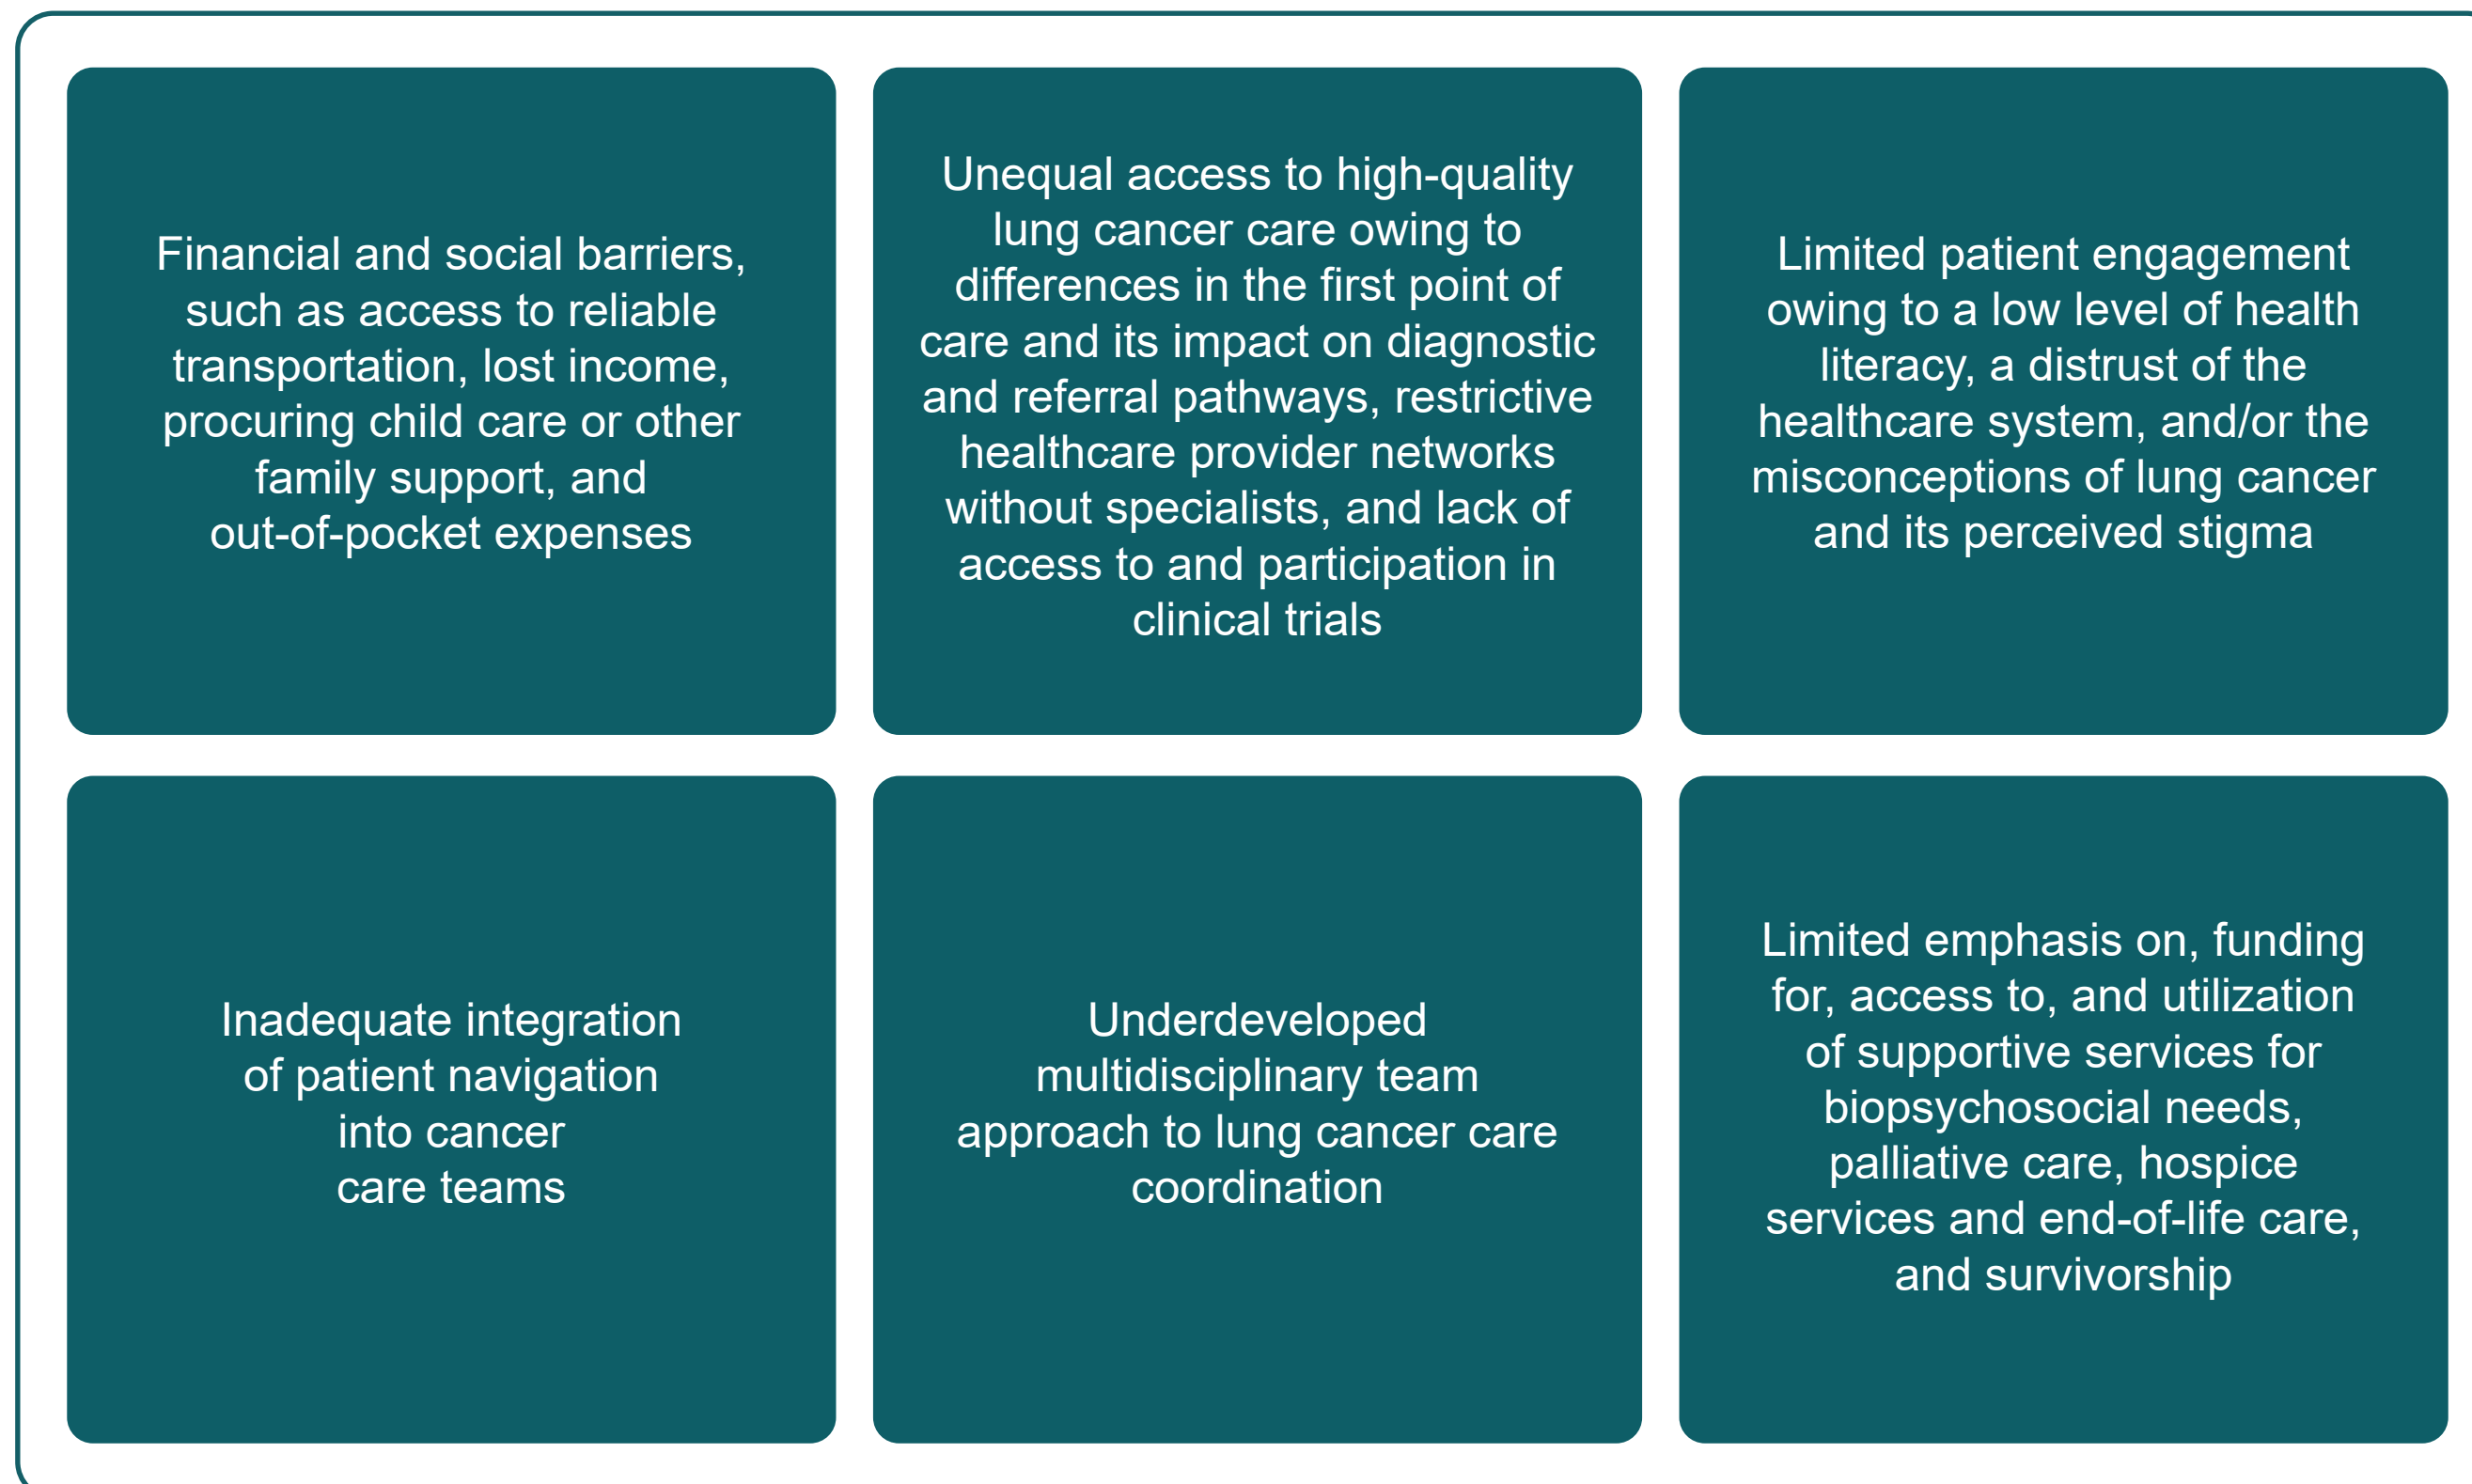 Financial and social barriers,
such as access to reliable
transportation, lost income,
procuring child care or other
family support, and
out-of-pocket expenses
Unequal access to high-quality
lung cancer care owing to
differences in the first point of
care and its impact on diagnostic
and referral pathways, restrictive
healthcare provider networks
without specialists, and lack of
access to and participation in
clinical trials
Limited patient engagement
owing to a low level of health
literacy, a distrust of the
healthcare system, and/or the
misconceptions of lung cancer
and its perceived stigma
Inadequate integration
of patient navigation
into cancer
care teams
Underdeveloped
multidisciplinary team
approach to lung cancer care
coordination
Limited emphasis on, funding
for, access to, and utilization
of supportive services for
biopsychosocial needs,
palliative care, hospice
services and end-of-life care,
and survivorship